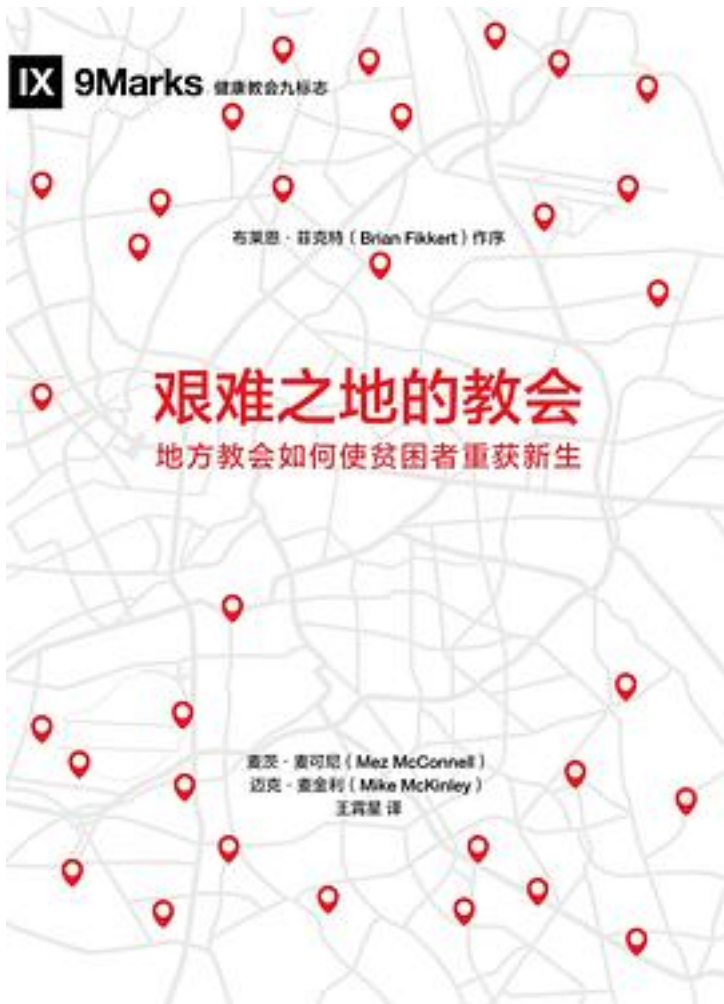 IX 9Marks 健康教会九标志
布莱恩·菲克特（Brian Fikkert）作序
艰难之地的教会
地方教会如何使贫困者重获新生
麦茨·麦可尼（Mez McConnell）
迈克·麦金利（Mike McKinley）
王霄星 译